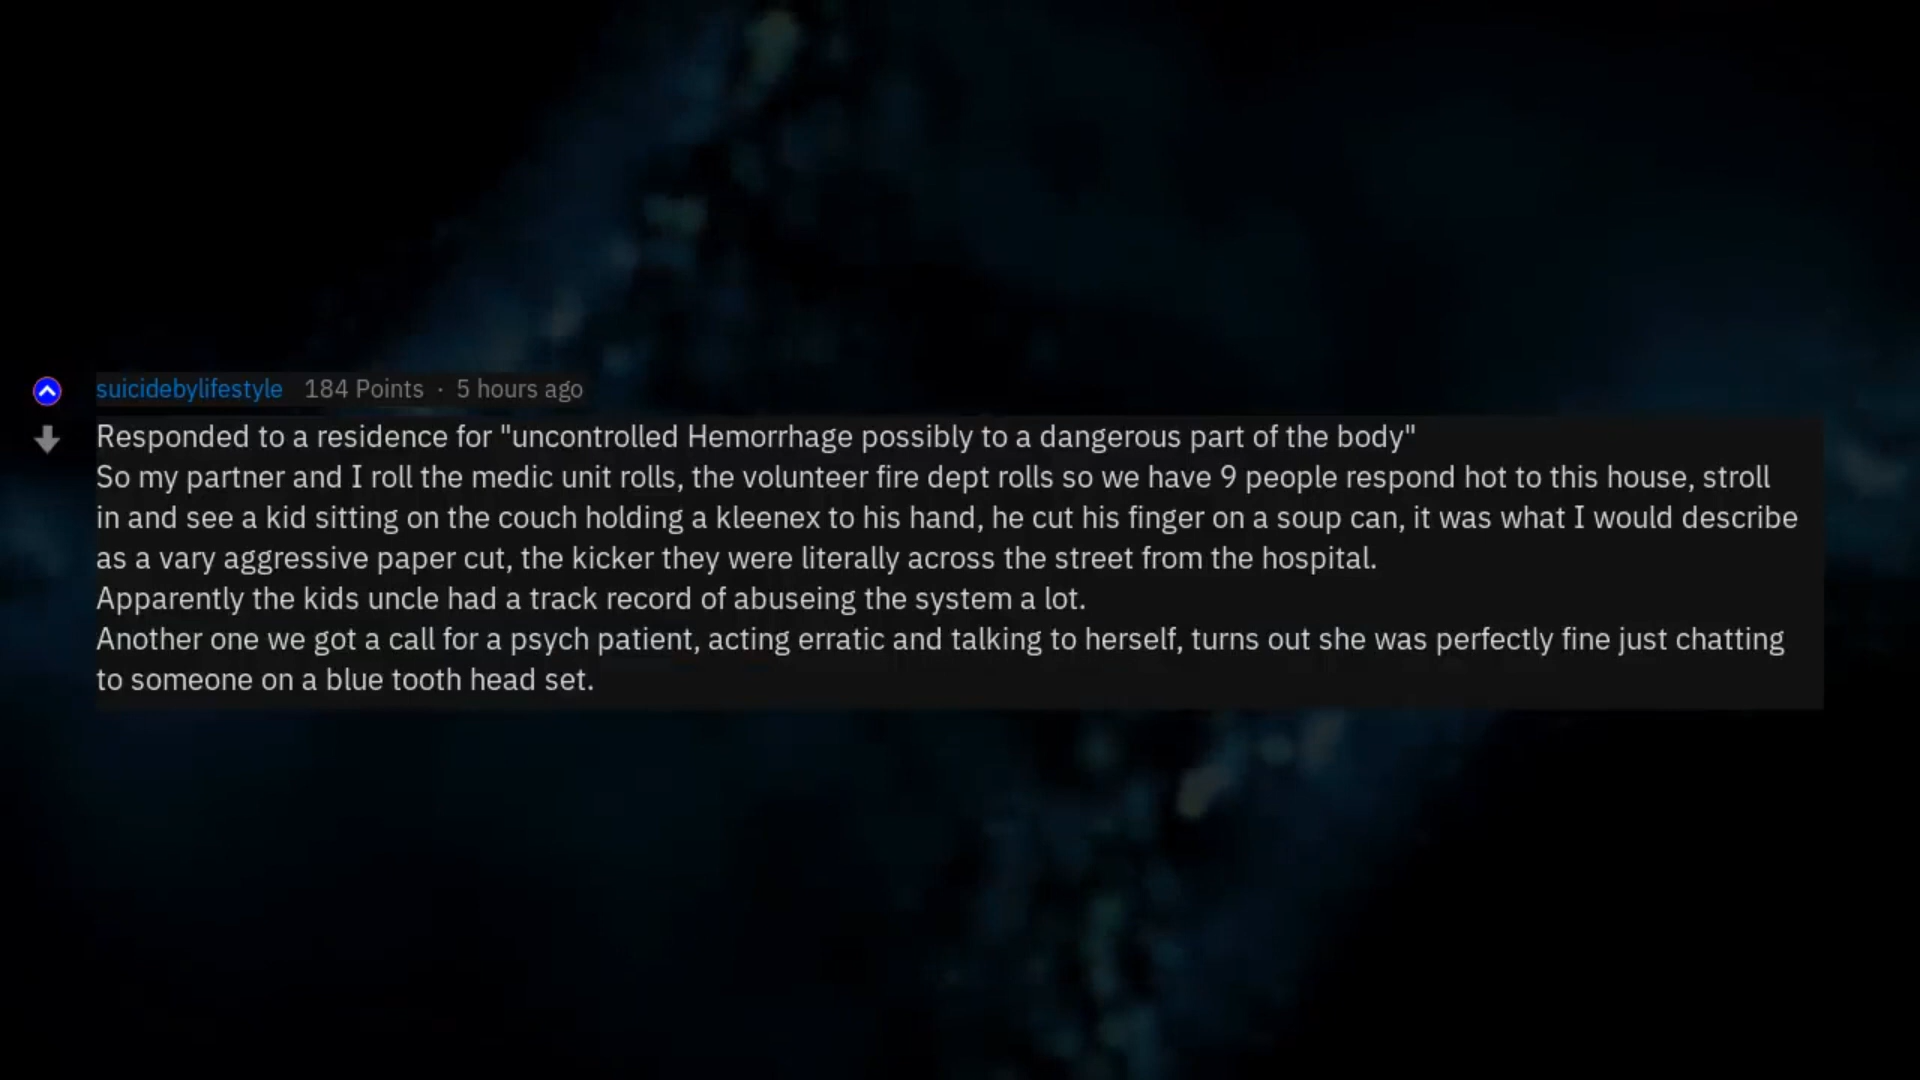 suicidebylifestyle 184 Points · 5 hours ago
Responded to a residence for "uncontrolled Hemorrhage possibly to a dangerous part of the body"
So my partner and I roll the medic unit rolls, the volunteer fire dept rolls so we have 9 people respond hot to this house, stroll
in and see a kid sitting on the couch holding a kleenex to his hand, he cut his finger on a soup can, it was what I would describe
as a vary aggressive paper cut, the kicker they were literally across the street from the hospital.
Apparently the kids uncle had a track record of abuseing the system a lot.
Another one we got a call for a psych patient, acting erratic and talking to herself, turns out she was perfectly fine just chatting
to someone on a blue tooth head set.